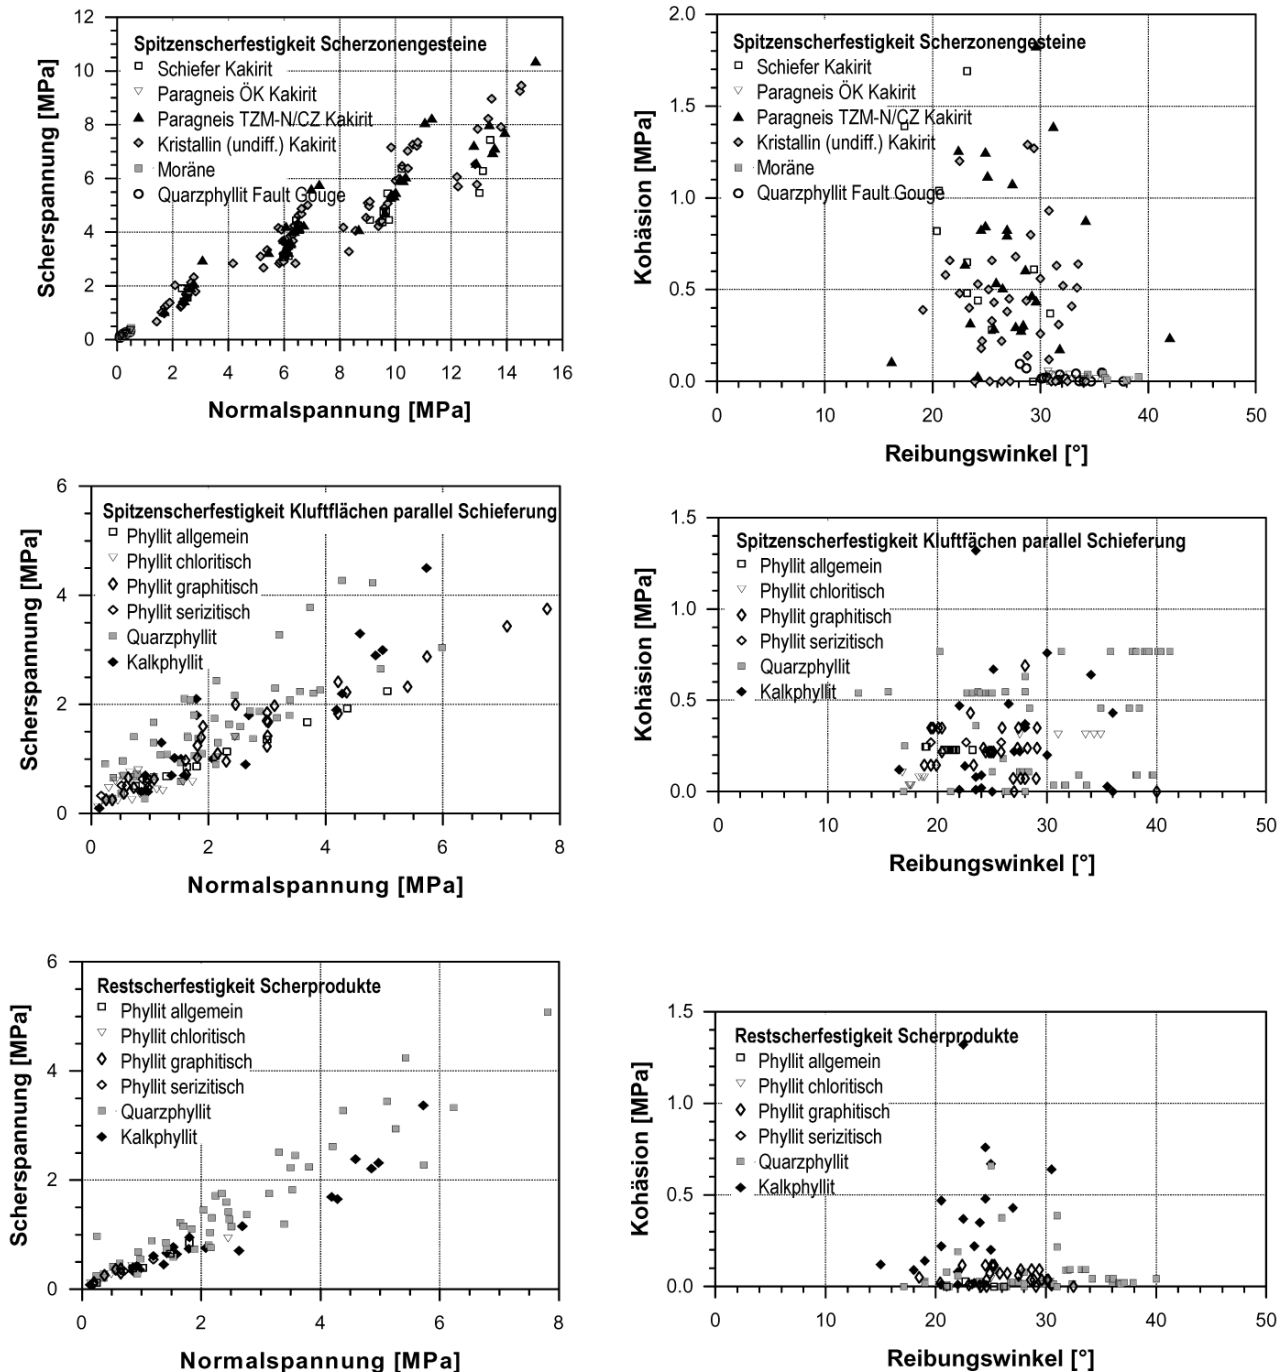 Spitzenscherfestigkeit Scherzonengesteine
Schiefer Kakirit
Paragneis ÖK Kakirit
Paragneis TZM-N/CZ Kakirit
Kristallin (undiff.) Kakirit
Moräne
Quarzphyllit Fault Gouge
Scherspannung [MPa]
12
10
8
6
4
2
0
0 2 4 6 8 10 12 14 16
Normalspannung [MPa]
Spitzenscherfestigkeit Scherzonengesteine
Schiefer Kakirit
Paragneis ÖK Kakirit
Paragneis TZM-N/CZ Kakirit
Kristallin (undiff.) Kakirit
Moräne
Quarzphyllit Fault Gouge
Kohäsion [MPa]
2.0
1.5
1.0
0.5
0.0
0 10 20 30 40 50
Reibungswinkel [°]
Spitzenscherfestigkeit Kluftflächen parallel Schieferung
Phyllit allgemein
Phyllit chloritisch
Phyllit graphitisch
Phyllit serizitisch
Quarzphyllit
Kalkphyllit
Scherspannung [MPa]
6
4
2
0
0 2 4 6 8
Normalspannung [MPa]
Spitzenscherfestigkeit Kluftfächen parallel Schieferung
Phyllit allgemein
Phyllit chloritisch
Phyllit graphitisch
Phyllit serizitisch
Quarzphyllit
Kalkphyllit
Kohäsion [MPa]
1.5
1.0
0.5
0.0
0 10 20 30 40 50
Reibungswinkel [°]
Restscherfestigkeit Scherprodukte
Phyllit allgemein
Phyllit chloritisch
Phyllit graphitisch
Phyllit serizitisch
Quarzphyllit
Kalkphyllit
Scherspannung [MPa]
6
4
2
0
0 2 4 6 8
Normalspannung [MPa]
Restscherfestigkeit Scherprodukte
Phyllit allgemein
Phyllit chloritisch
Phyllit graphitisch
Phyllit serizitisch
Quarzphyllit
Kalkphyllit
Kohäsion [MPa]
1.5
1.0
0.5
0.0
0 10 20 30 40 50
Reibungswinkel [°]